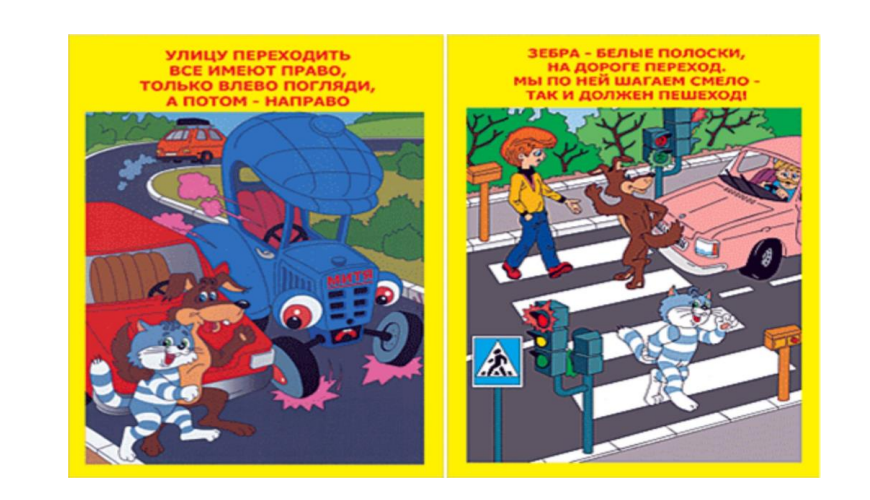 УЛИЦУ ПЕРЕХОДИТЬ
ВСЕ ИМЕЮТ ПРАВО,
ТОЛЬКО ВЛЕВО ПОГЛЯДИ,
А ПОТОМ - НАПРАВО
МИТЯ
ЗЕБРА - БЕЛЫЕ ПОЛОСКИ,
НА ДОРОГЕ ПЕРЕХОД.
МЫ ПО НЕЙ ШАГАЕМ СМЕЛО -
ТАК И ДОЛЖЕН ПЕШЕХОД!